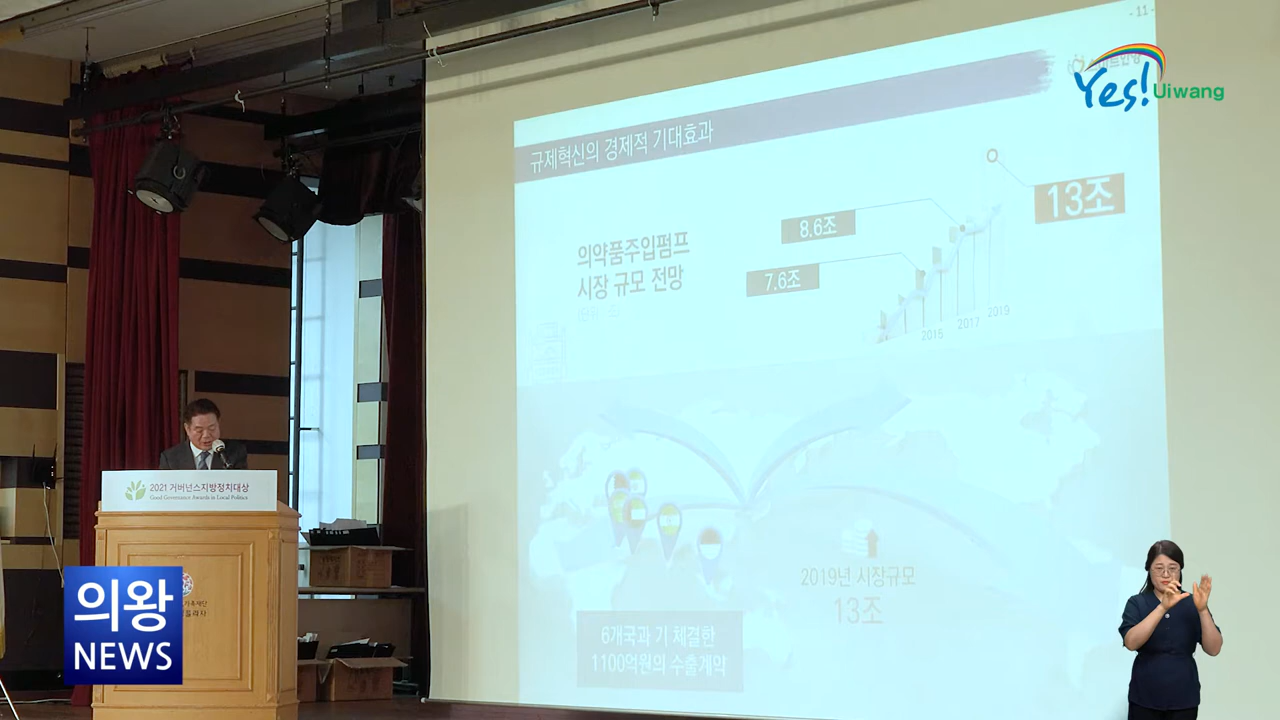 - 11 -
Yes! Uiwang
규제혁신의 경제적 기대효과
의약품주입펌프
시장 규모 전망
8.6조
7.6조
13조
2015
2017
2019
2019년 시장규모
13조
6개국과 기 체결한
1100억원의 수출계약
2021 거버넌스지방정치대상
Good Governance Awards in Local Politics
의왕
NEWS